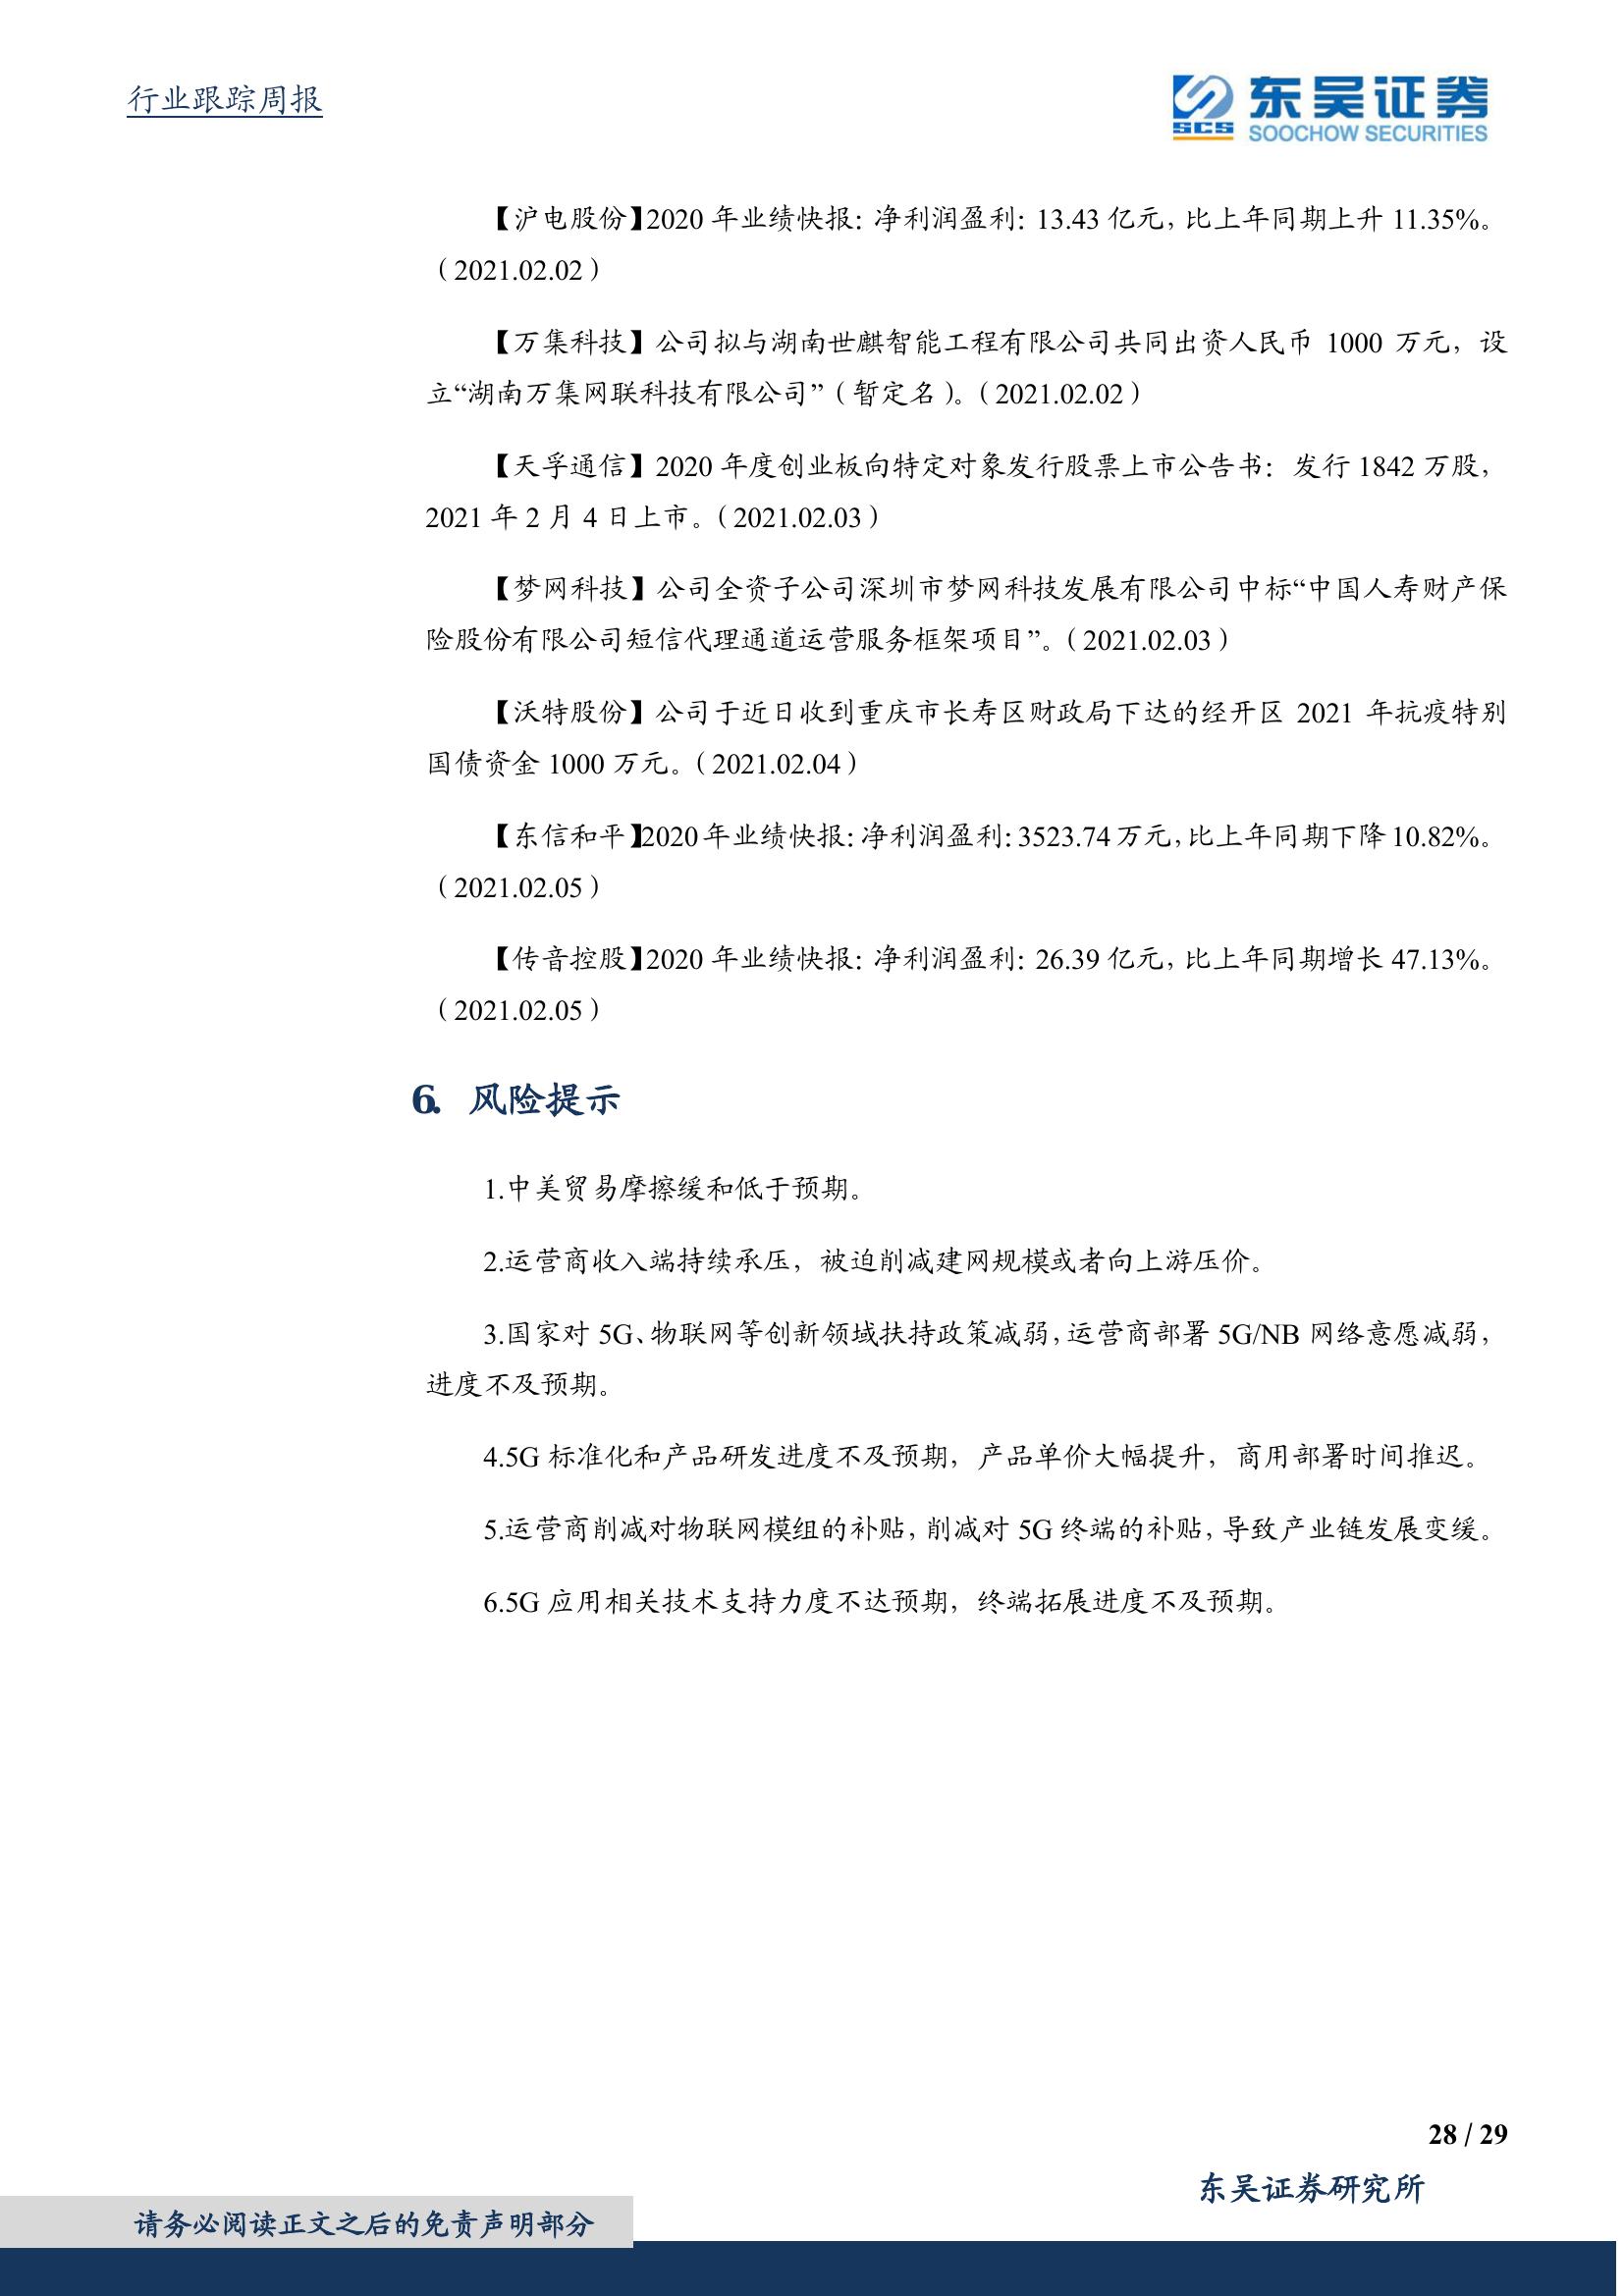 行业跟踪周报
SCS
东吴证券
SOOCHOW SECURITIES
【沪电股份】2020 年业绩快报：净利润盈利：13.43 亿元，比上年同期上升 11.35%。
（2021.02.02）
【万集科技】公司拟与湖南世麒智能工程有限公司共同出资人民币 1000 万元，设
立“湖南万集网联科技有限公司”（暂定名）。（2021.02.02）
【天孚通信】2020 年度创业板向特定对象发行股票上市公告书：发行 1842 万股，
2021 年 2 月 4 日上市。（2021.02.03）
【梦网科技】公司全资子公司深圳市梦网科技发展有限公司中标“中国人寿财产保
险股份有限公司短信代理通道运营服务框架项目”。（2021.02.03）
【沃特股份】公司于近日收到重庆市长寿区财政局下达的经开区 2021 年抗疫特别
国债资金 1000 万元。（2021.02.04）
【东信和平】2020 年业绩快报：净利润盈利：3523.74 万元，比上年同期下降 10.82%。
（2021.02.05）
【传音控股】2020 年业绩快报：净利润盈利：26.39 亿元，比上年同期增长 47.13%。
（2021.02.05）
6. 风险提示
1.中美贸易摩擦缓和低于预期。
2.运营商收入端持续承压，被迫削减建网规模或者向上游压价。
3.国家对 5G、物联网等创新领域扶持政策减弱，运营商部署 5G/NB 网络意愿减弱，
进度不及预期。
4.5G 标准化和产品研发进度不及预期，产品单价大幅提升，商用部署时间推迟。
5.运营商削减对物联网模组的补贴，削减对 5G 终端的补贴，导致产业链发展变缓。
6.5G 应用相关技术支持力度不达预期，终端拓展进度不及预期。
28 / 29
东吴证券研究所
请务必阅读正文之后的免责声明部分